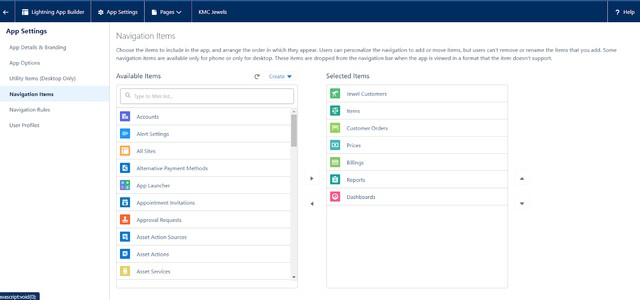 Lightning App Builder
App Settings
Pages
KMC Jewels
? Help
App Settings
App Details & Branding
App Options
Utility Items (Desktop Only)
Navigation Items
Navigation Rules
User Profiles
Navigation Items
Choose the items to include in the app, and arrange the order in which they appear. Users can personalize the navigation to add or move items, but users can't remove or rename the items that you add. Some
navigation items are available only for phone or only for desktop. These items are dropped from the navigation bar when the app is viewed in a format that the item doesn't support.
Available Items
Create
Type to filter list...
Accounts
Alert Settings
All Sites
Alternative Payment Methods
App Launcher
Appointment Invitations
Approval Requests
Asset Action Sources
Asset Actions
Asset Services
Selected Items
Jewel Customers
Items
Customer Orders
Prices
Billings
Reports
Dashboards
javascript:void(0)